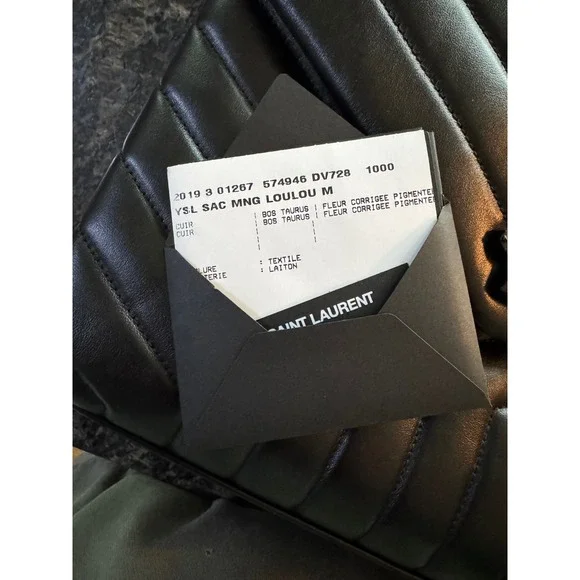 2019 3 01267 574946 DV728 1000
YSL SAC MNG LOULOU M
CUIR | BOS TAURUS | FLEUR CORRIGEE PIGMENTEE
CUIR | BOS TAURUS | FLEUR CORRIGEE PIGMENTEE
: TEXTILE
: LAITON
SAINT LAURENT